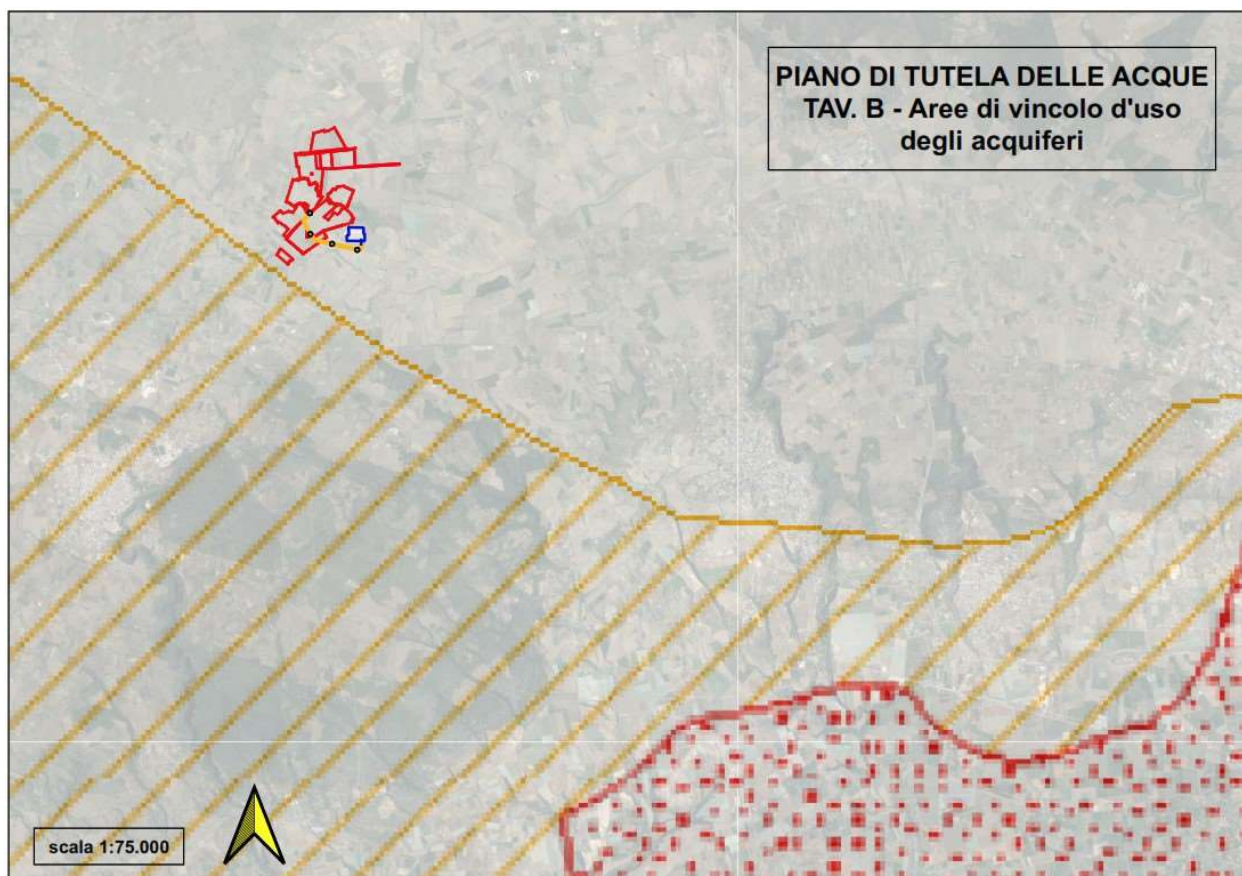 PIANO DI TUTELA DELLE ACQUE
TAV. B - Aree di vincolo d'uso
degli acquiferi
scala 1:75.000